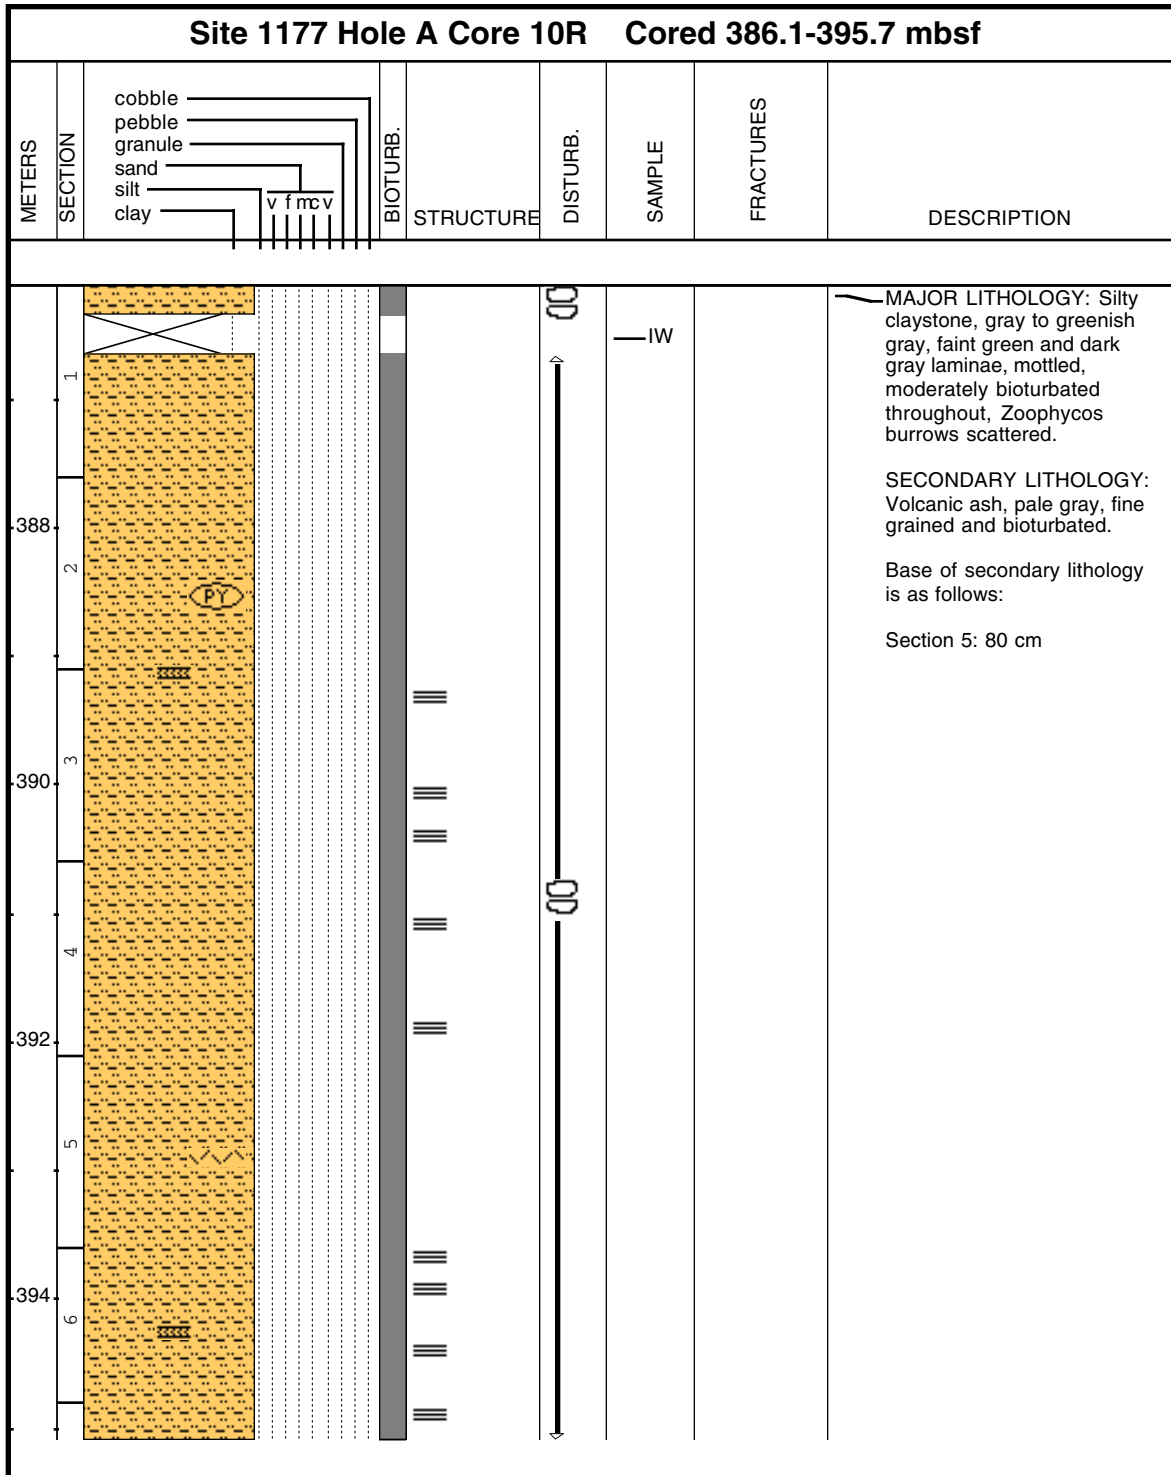 Site 1177 Hole A Core 10R Cored 386.1-395.7 mbsf
METERS
SECTION
cobble
pebble
granule
sand
silt
clay
v f m c v
BIOTURB.
STRUCTURE
DISTURB.
SAMPLE
FRACTURES
DESCRIPTION
1
388
2
PY
3
390
4
392
5
394
6
IW
MAJOR LITHOLOGY: Silty
claystone, gray to greenish
gray, faint green and dark
gray laminae, mottled,
moderately bioturbated
throughout, Zoophycos
burrows scattered.
SECONDARY LITHOLOGY:
Volcanic ash, pale gray, fine
grained and bioturbated.
Base of secondary lithology
is as follows:
Section 5: 80 cm